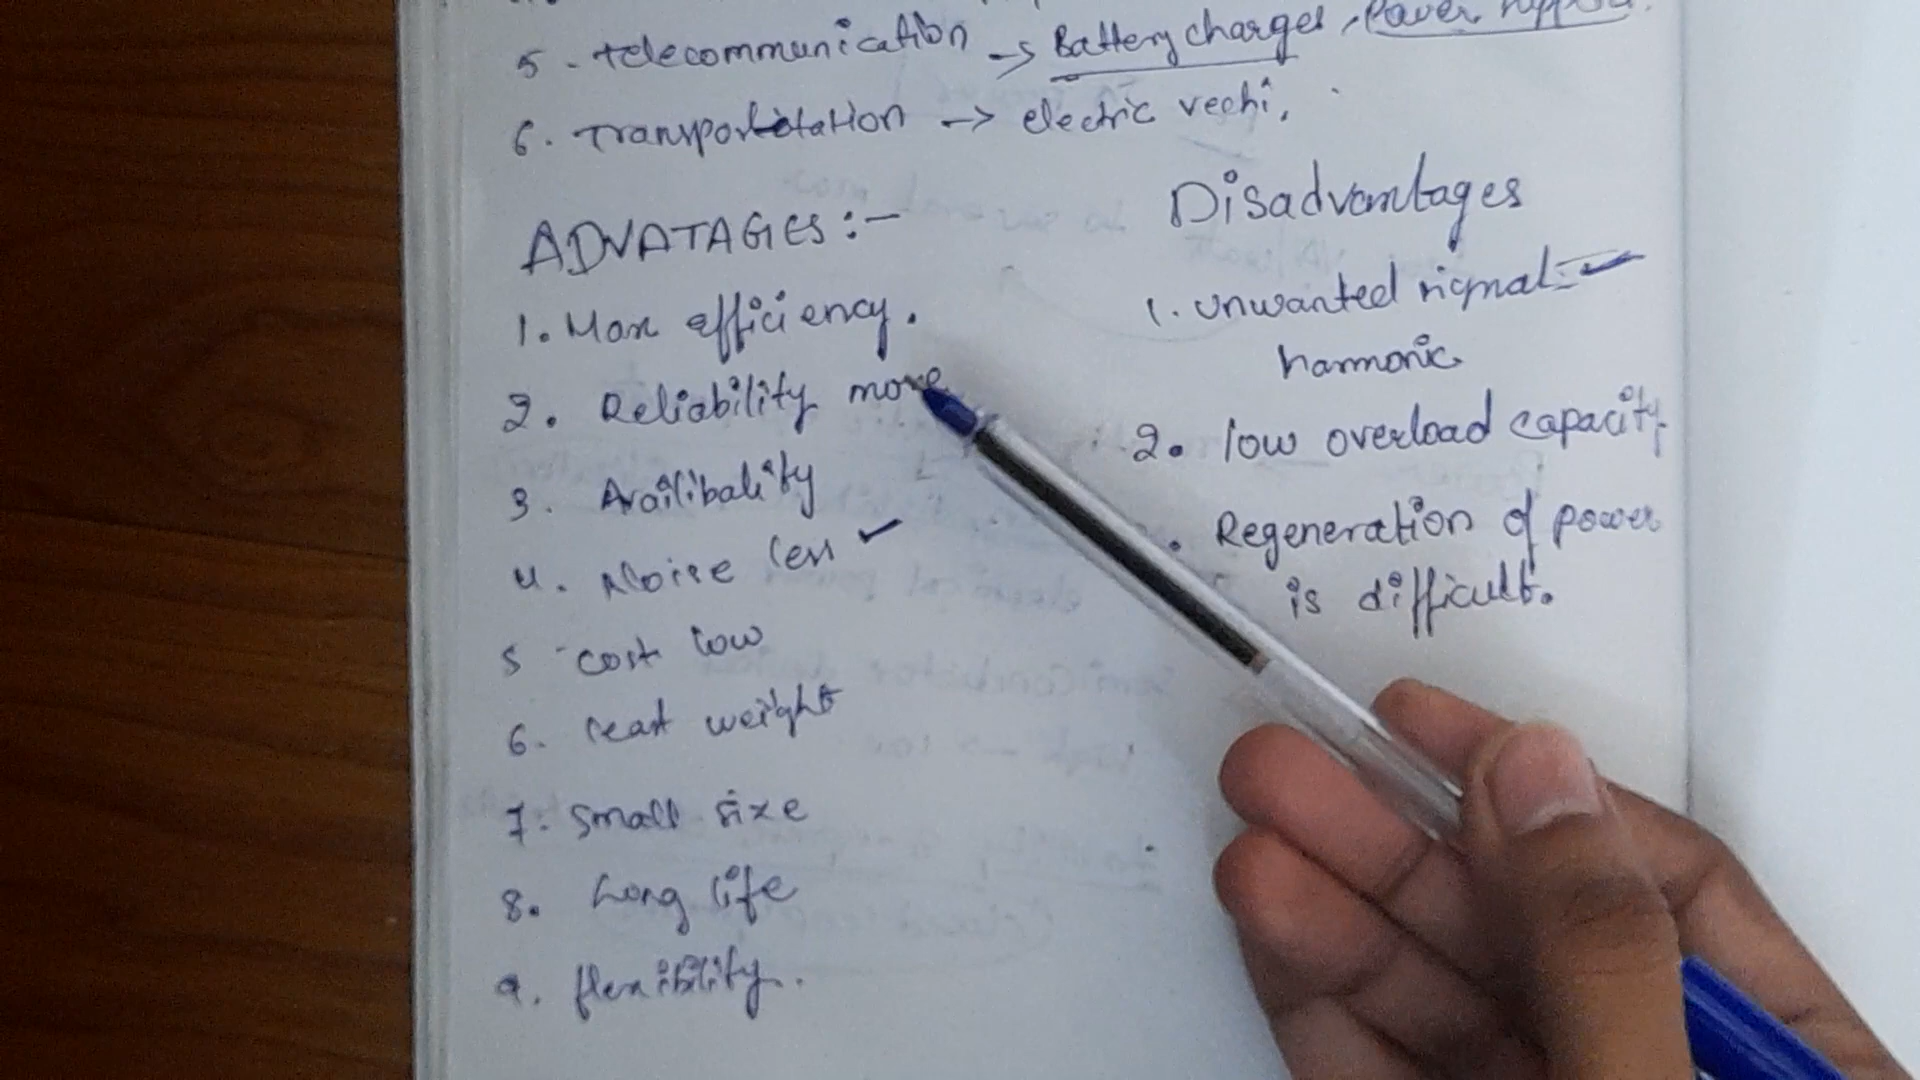 5 - telecommunication -> Battery charger, Power
6. Transportation -> electric vechi,
ADVATAGES :-
1. Max efficiency.
2. Reliability more
3. Availibality
4. Noise less ✓
5 - cost low
6. least weight
7. small size
8. Long life
9. flexibility.
Disadvantages
1. unwanted signal
harmonic
2. low overload capacity
. Regeneration of power
is difficult.